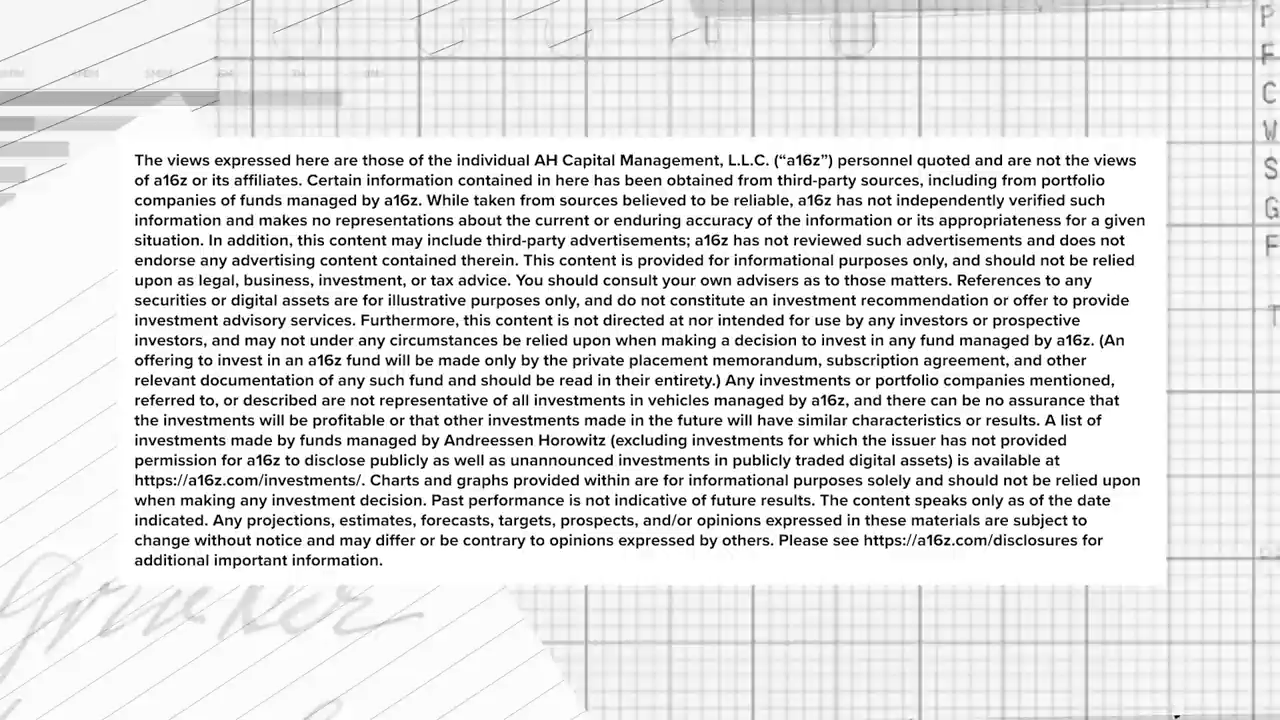 The views expressed here are those of the individual AH Capital Management, L.L.C. (“a16z”) personnel quoted and are not the views
of a16z or its affiliates. Certain information contained in here has been obtained from third-party sources, including from portfolio
companies of funds managed by a16z. While taken from sources believed to be reliable, a16z has not independently verified such
information and makes no representations about the current or enduring accuracy of the information or its appropriateness for a given
situation. In addition, this content may include third-party advertisements; a16z has not reviewed such advertisements and does not
endorse any advertising content contained therein. This content is provided for informational purposes only, and should not be relied
upon as legal, business, investment, or tax advice. You should consult your own advisers as to those matters. References to any
securities or digital assets are for illustrative purposes only, and do not constitute an investment recommendation or offer to provide
investment advisory services. Furthermore, this content is not directed at nor intended for use by any investors or prospective
investors, and may not under any circumstances be relied upon when making a decision to invest in any fund managed by a16z. (An
offering to invest in an a16z fund will be made only by the private placement memorandum, subscription agreement, and other
relevant documentation of any such fund and should be read in their entirety.) Any investments or portfolio companies mentioned,
referred to, or described are not representative of all investments in vehicles managed by a16z, and there can be no assurance that
the investments will be profitable or that other investments made in the future will have similar characteristics or results. A list of
investments made by funds managed by Andreessen Horowitz (excluding investments for which the issuer has not provided
permission for a16z to disclose publicly as well as unannounced investments in publicly traded digital assets) is available at
https://a16z.com/investments/. Charts and graphs provided within are for informational purposes solely and should not be relied upon
when making any investment decision. Past performance is not indicative of future results. The content speaks only as of the date
indicated. Any projections, estimates, forecasts, targets, prospects, and/or opinions expressed in these materials are subject to
change without notice and may differ or be contrary to opinions expressed by others. Please see https://a16z.com/disclosures for
additional important information.
P
F
C
W
S
G
F
T